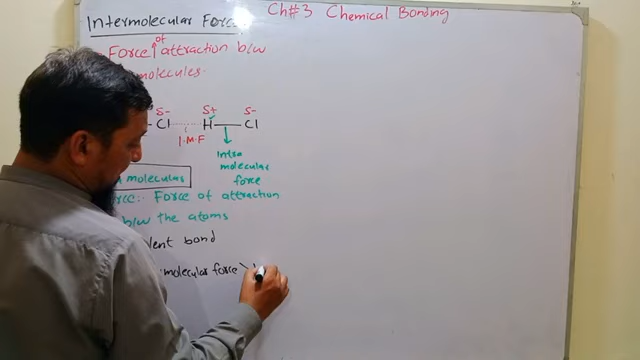 Ch#3 Chemical Bonding
Intermolecular Force
of
Force attraction b/w
molecules.
δ- δ+ δ-
Cl H Cl
I.M.F
Intra
molecular
force
molecular
Force of attraction
b/w the atoms
bond
molecular force